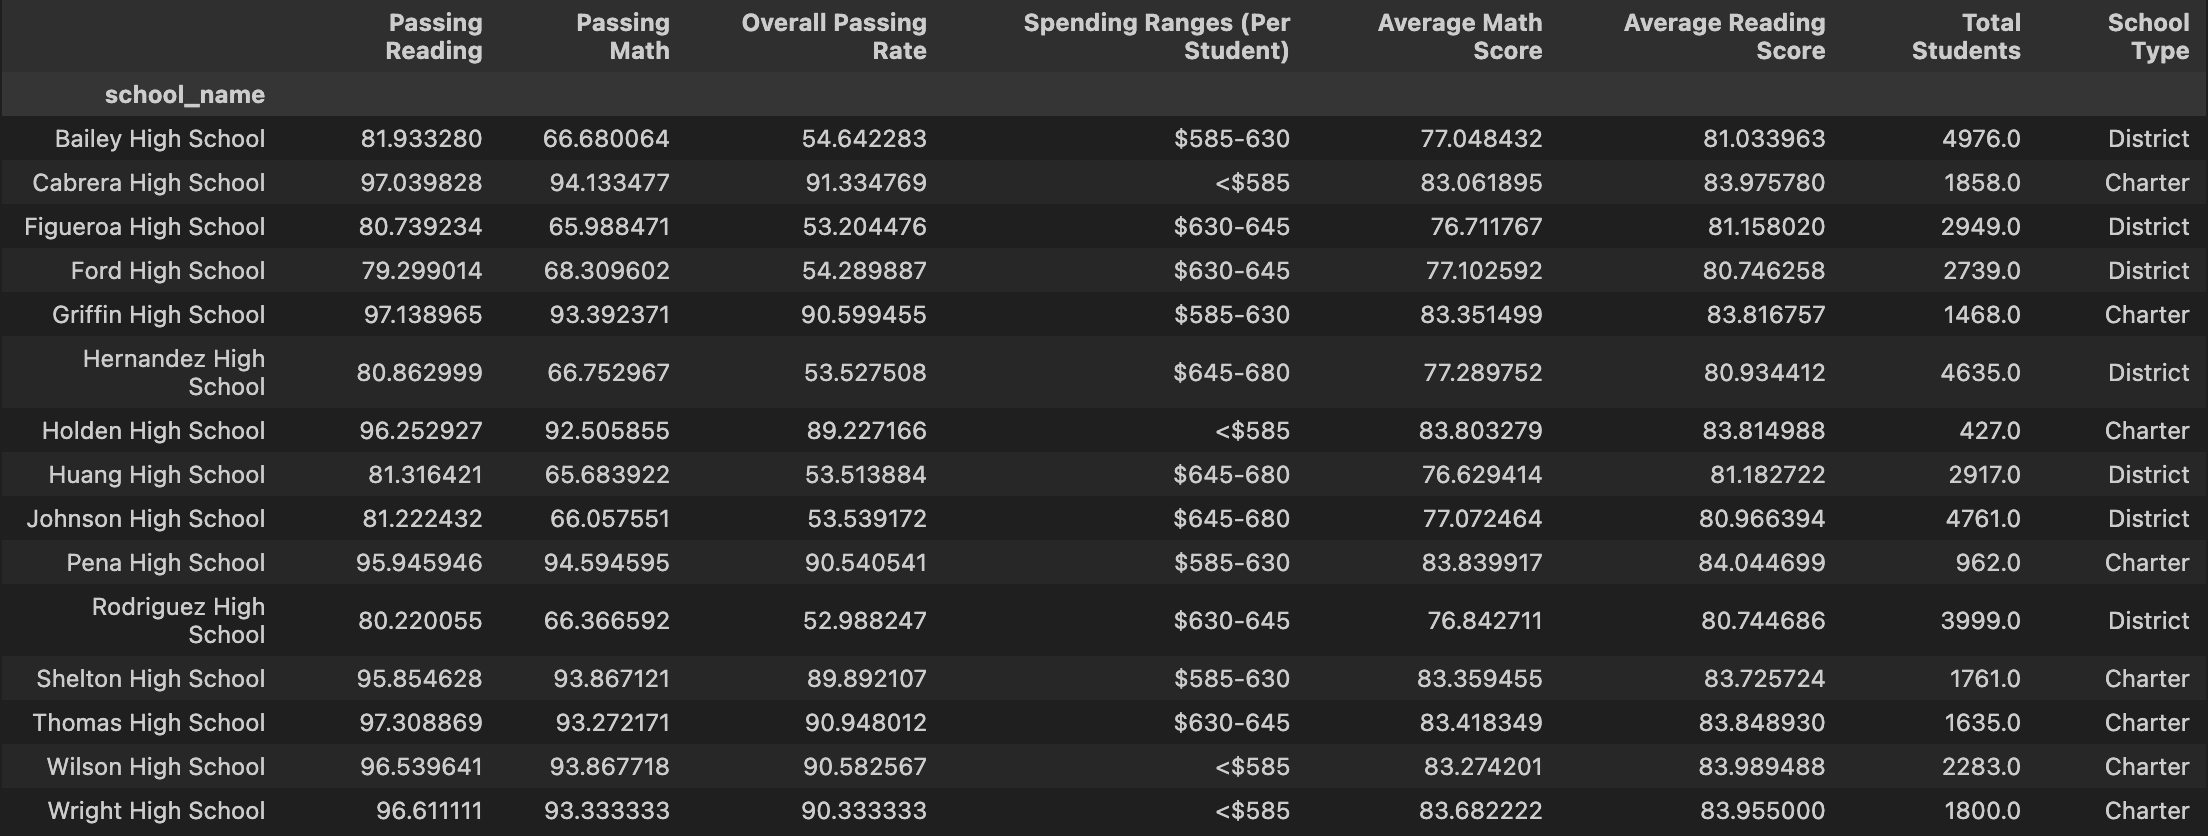 Passing Reading Passing Math Overall Passing Rate Spending Ranges (Per Student) Average Math Score Average Reading Score Total Students School Type
school_name
Bailey High School 81.933280 66.680064 54.642283 $585-630 77.048432 81.033963 4976.0 District
Cabrera High School 97.039828 94.133477 91.334769 <$585 83.061895 83.975780 1858.0 Charter
Figueroa High School 80.739234 65.988471 53.204476 $630-645 76.711767 81.158020 2949.0 District
Ford High School 79.299014 68.309602 54.289887 $630-645 77.102592 80.746258 2739.0 District
Griffin High School 97.138965 93.392371 90.599455 $585-630 83.351499 83.816757 1468.0 Charter
Hernandez High School 80.862999 66.752967 53.527508 $645-680 77.289752 80.934412 4635.0 District
Holden High School 96.252927 92.505855 89.227166 <$585 83.803279 83.814988 427.0 Charter
Huang High School 81.316421 65.683922 53.513884 $645-680 76.629414 81.182722 2917.0 District
Johnson High School 81.222432 66.057551 53.539172 $645-680 77.072464 80.966394 4761.0 District
Pena High School 95.945946 94.594595 90.540541 $585-630 83.839917 84.044699 962.0 Charter
Rodriguez High School 80.220055 66.366592 52.988247 $630-645 76.842711 80.744686 3999.0 District
Shelton High School 95.854628 93.867121 89.892107 $585-630 83.359455 83.725724 1761.0 Charter
Thomas High School 97.308869 93.272171 90.948012 $630-645 83.418349 83.848930 1635.0 Charter
Wilson High School 96.539641 93.867718 90.582567 <$585 83.274201 83.989488 2283.0 Charter
Wright High School 96.611111 93.333333 90.333333 <$585 83.682222 83.955000 1800.0 Charter